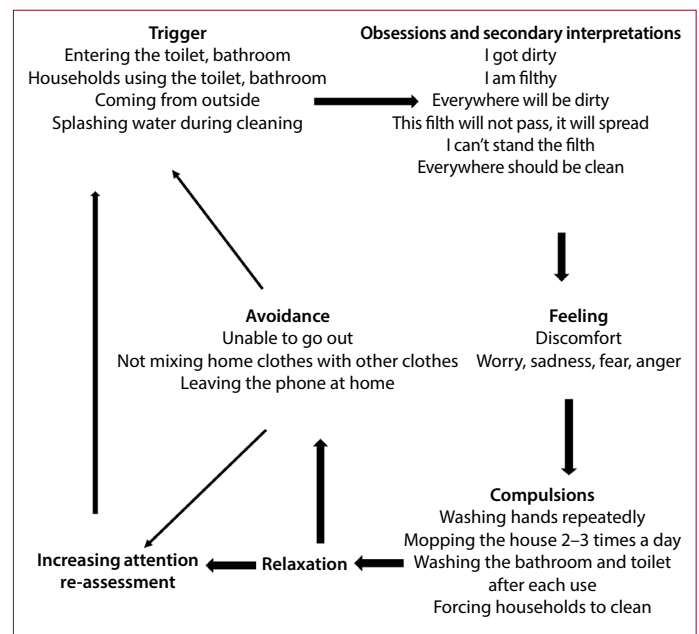 Trigger
Entering the toilet, bathroom
Households using the toilet, bathroom
Coming from outside
Splashing water during cleaning
Obsessions and secondary interpretations
I got dirty
I am filthy
Everywhere will be dirty
This filth will not pass, it will spread
I can't stand the filth
Everywhere should be clean
Avoidance
Unable to go out
Not mixing home clothes with other clothes
Leaving the phone at home
Feeling
Discomfort
Worry, sadness, fear, anger
Compulsions
Washing hands repeatedly
Mopping the house 2–3 times a day
Washing the bathroom and toilet
after each use
Forcing households to clean
Relaxation
Increasing attention
re-assessment